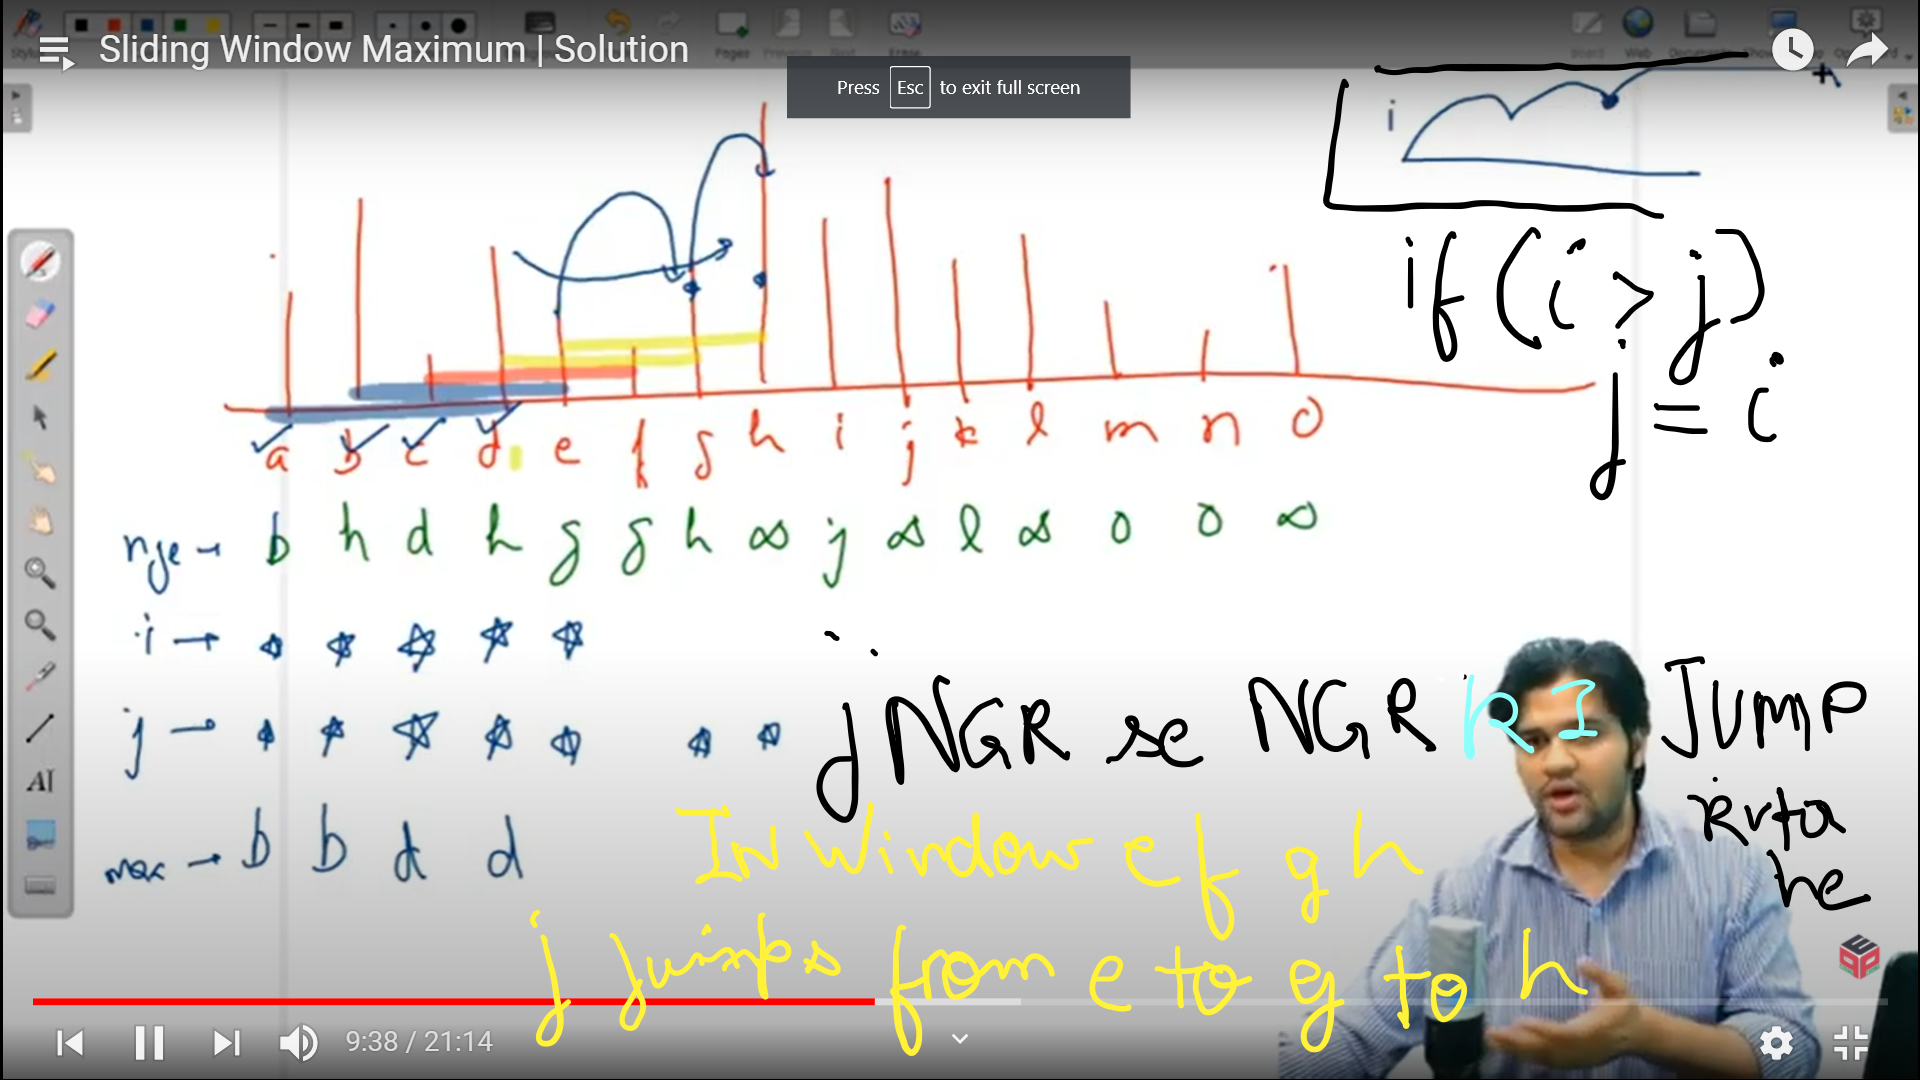 Sliding Window Maximum | Solution
Press Esc to exit full screen
i
if (i > j)
j = i
a b c d e f g h i j k l m n o
nge → b h d h g g h ∞ j ∞ l ∞ o o ∞
i →
j →
j NGR se NGR KI JUMP
krta
he
max → b b d d
In window e f g h
j jumps from e to g to h
9:38 / 21:14